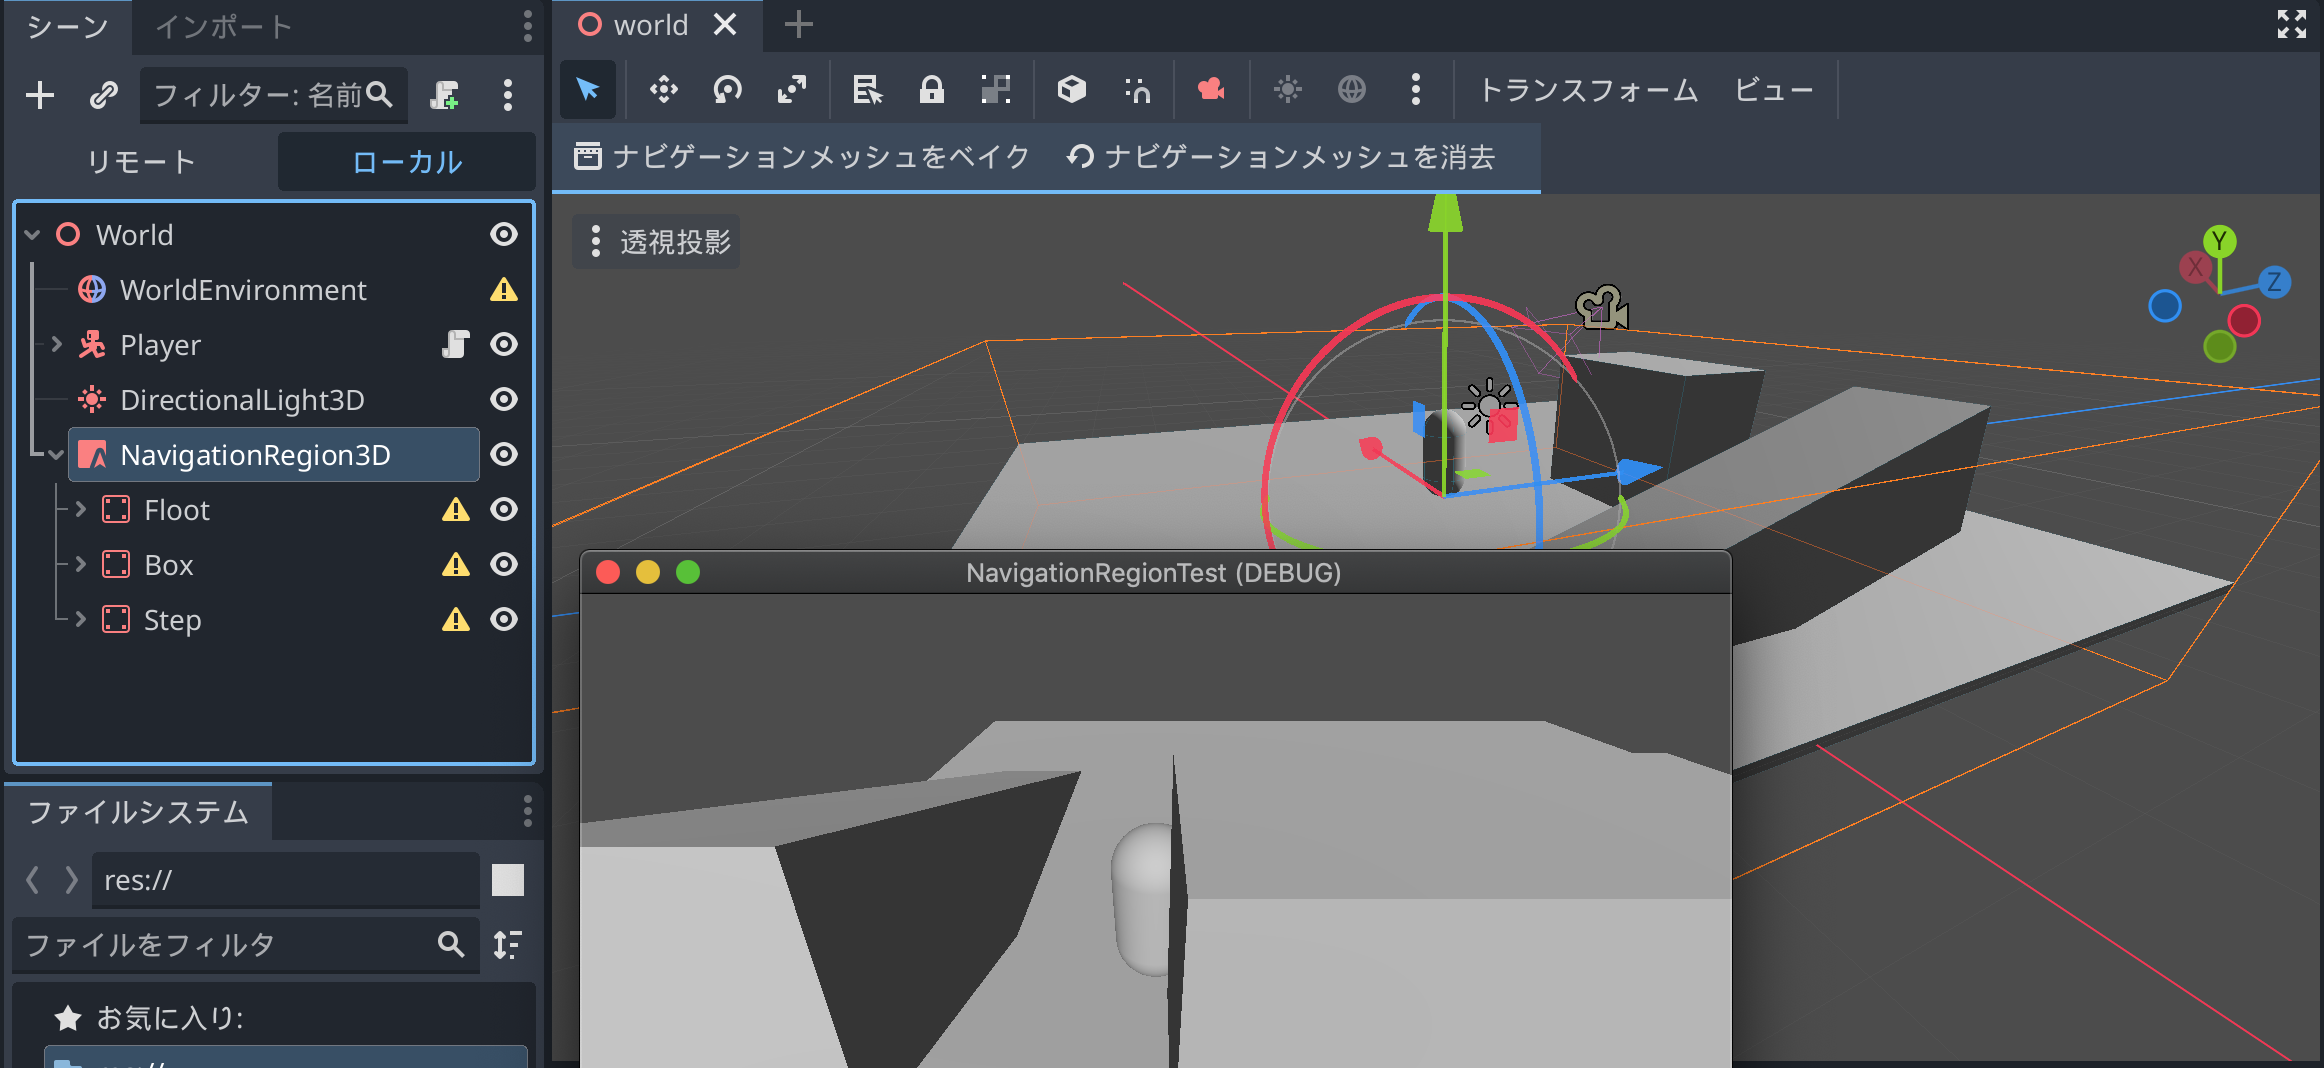 シーン
インポート
フィルター: 名前
リモート
ローカル
World
WorldEnvironment
Player
DirectionalLight3D
NavigationRegion3D
Floot
Box
Step
ファイルシステム
res://
ファイルをフィルタ
お気に入り:
world
トランスフォーム
ビュー
ナビゲーションメッシュをベイク
ナビゲーションメッシュを消去
透視投影
Y
X
Z
NavigationRegionTest (DEBUG)